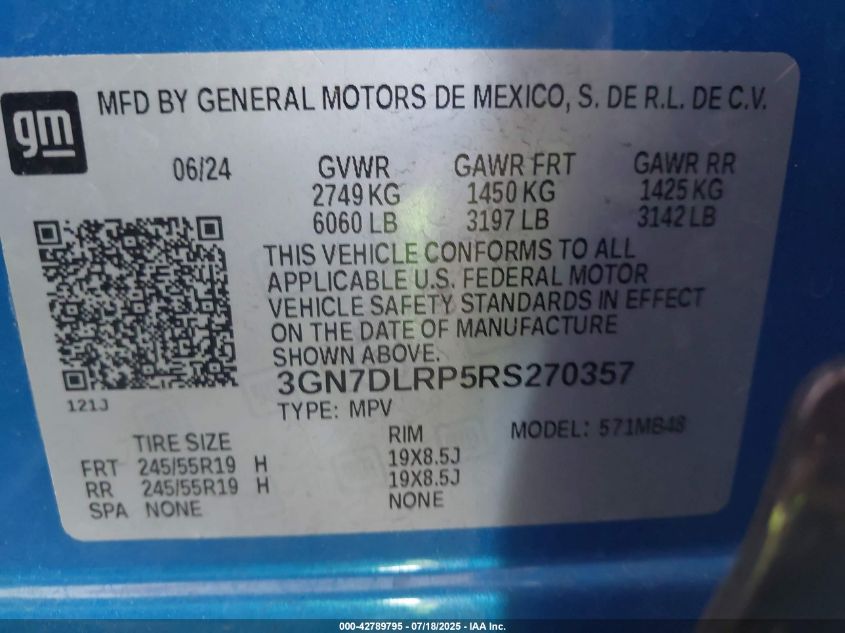 gm
MFD BY GENERAL MOTORS DE MEXICO, S. DE R.L. DE C.V.
06/24 GVWR GAWR FRT GAWR RR
2749 KG 1450 KG 1425 KG
6060 LB 3197 LB 3142 LB
THIS VEHICLE CONFORMS TO ALL
APPLICABLE U.S. FEDERAL MOTOR
VEHICLE SAFETY STANDARDS IN EFFECT
ON THE DATE OF MANUFACTURE
SHOWN ABOVE.
3GN7DLRP5RS270357
121J
TYPE: MPV
TIRE SIZE RIM MODEL: 571MB48
FRT 245/55R19 H 19X8.5J
RR 245/55R19 H 19X8.5J
SPA NONE NONE
000-42789795 - 07/18/2025 - IAA Inc.